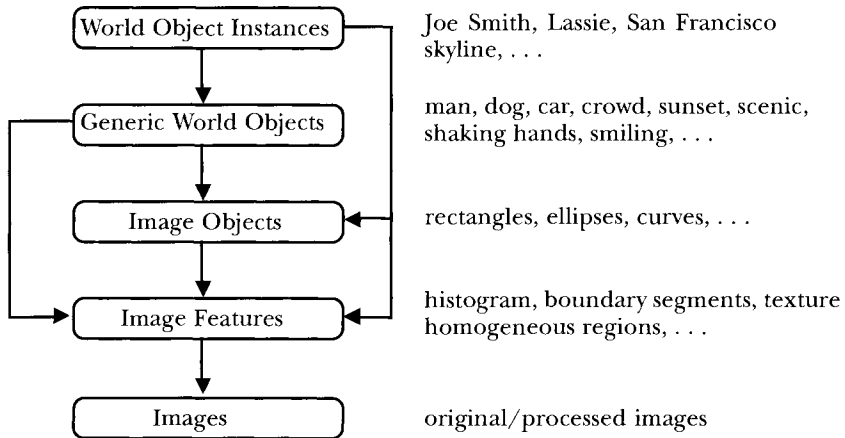 World Object Instances
Joe Smith, Lassie, San Francisco
skyline, . . .
Generic World Objects
man, dog, car, crowd, sunset, scenic,
shaking hands, smiling, . . .
Image Objects
rectangles, ellipses, curves, . . .
Image Features
histogram, boundary segments, texture
homogeneous regions, . . .
Images
original/processed images